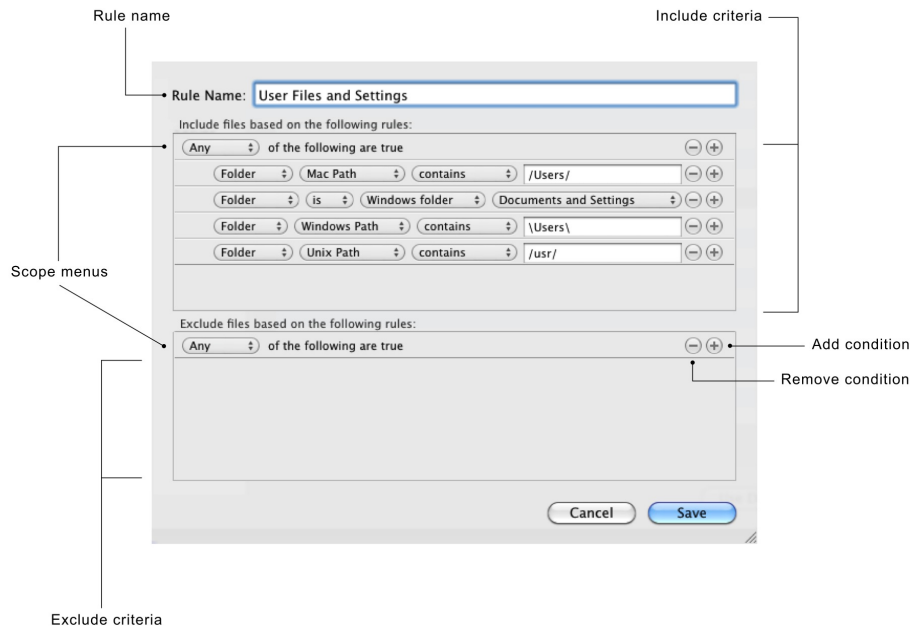 Rule name
Include criteria
Rule Name: User Files and Settings
Include files based on the following rules:
Any of the following are true
Folder Mac Path contains /Users/
Folder is Windows folder Documents and Settings
Folder Windows Path contains \Users\
Folder Unix Path contains /usr/
Scope menus
Exclude files based on the following rules:
Any of the following are true
Add condition
Remove condition
Cancel Save
Exclude criteria